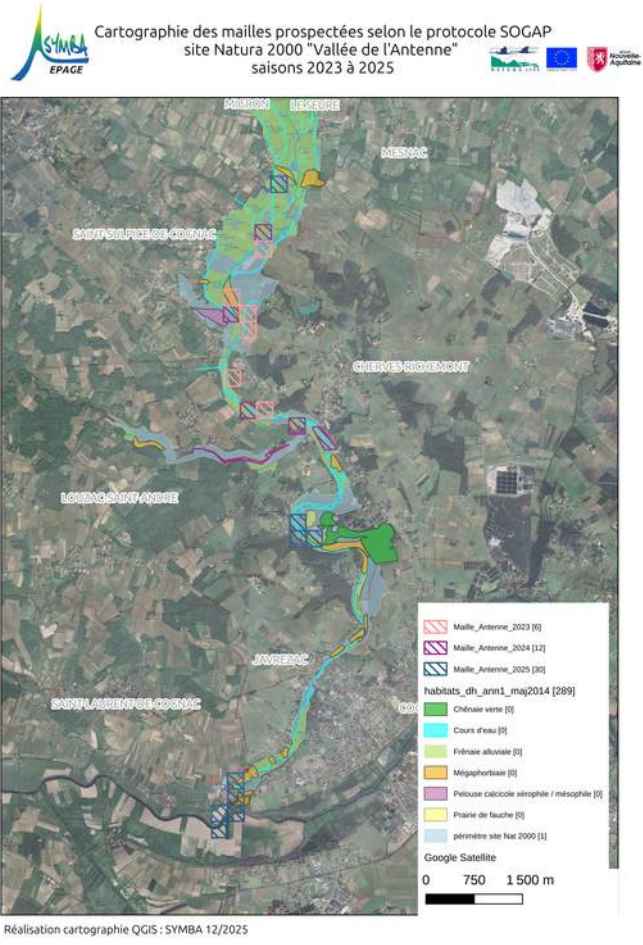 SYMBA
EPAGE
Cartographie des mailles prospectées selon le protocole SOGAP
site Natura 2000 "Vallée de l'Antenne"
saisons 2023 à 2025
NATURA 2000
Nouvelle-
Aquitaine
MIGRON
LE-SEURE
MESNAC
SAINT-SULPICE-DE-COGNAC
CHERVES-RICHEMONT
LOUZAC-SAINT-ANDRE
JAVREZAC
SAINT-LAURENT-DE-COGNAC
Maille_Antenne_2023 [6]
Maille_Antenne_2024 [12]
Maille_Antenne_2025 [30]
habitats_dh_ann1_maj2014 [289]
Chênaie verte [0]
Cours d'eau [0]
Frênaie alluviale [0]
Mégaphorbiaie [0]
Pelouse calcicole xérophile / mésophile [0]
Prairie de fauche [0]
périmètre site Nat 2000 [1]
Google Satellite
0 750 1 500 m
Réalisation cartographie QGIS : SYMBA 12/2025